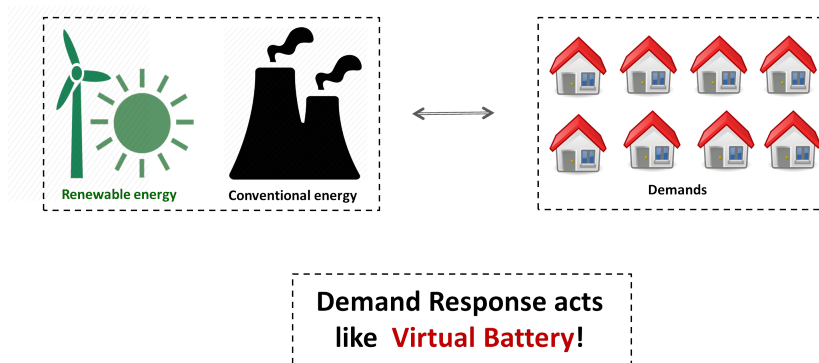 Renewable energy
Conventional energy
Demands
Demand Response acts
like Virtual Battery!